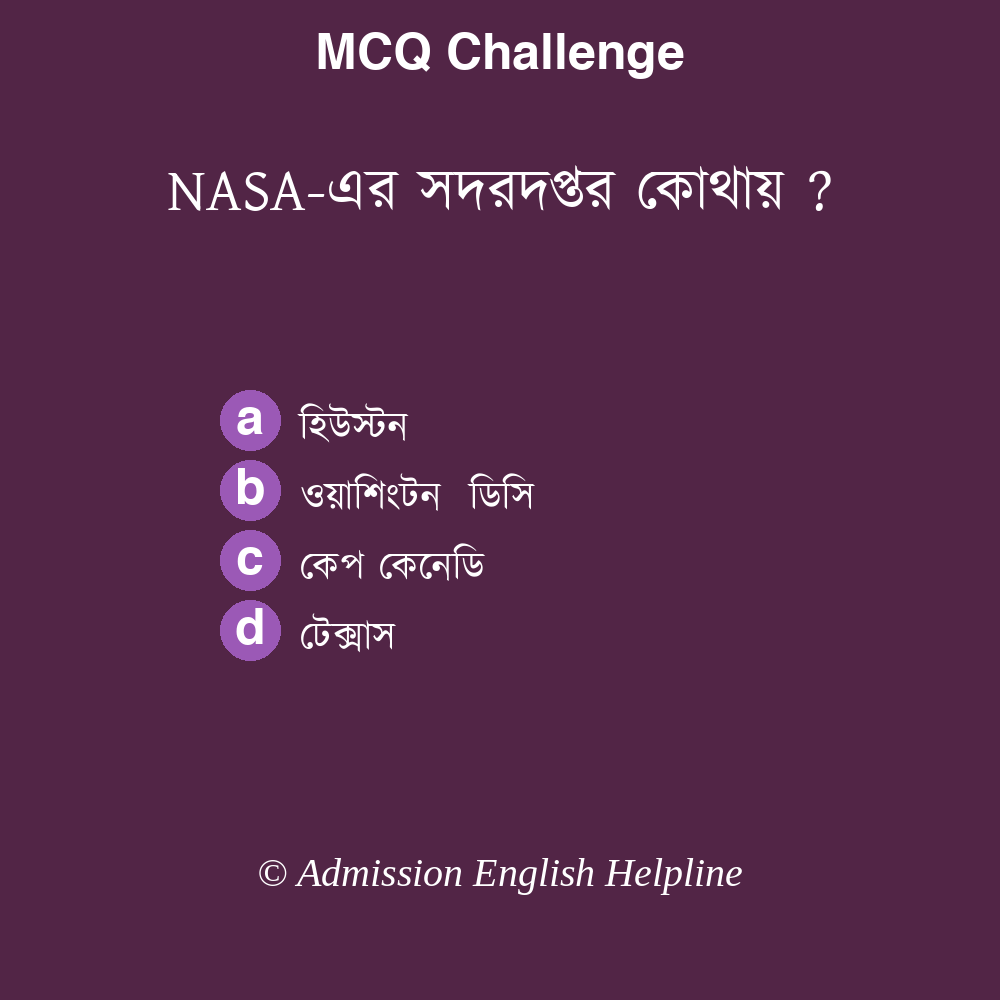 MCQ Challenge
NASA-এর সদরদপ্তর কোথায় ?
a হিউস্টন
b ওয়াশিংটন ডিসি
c কেপ কেনেডি
d টেক্সাস
© Admission English Helpline